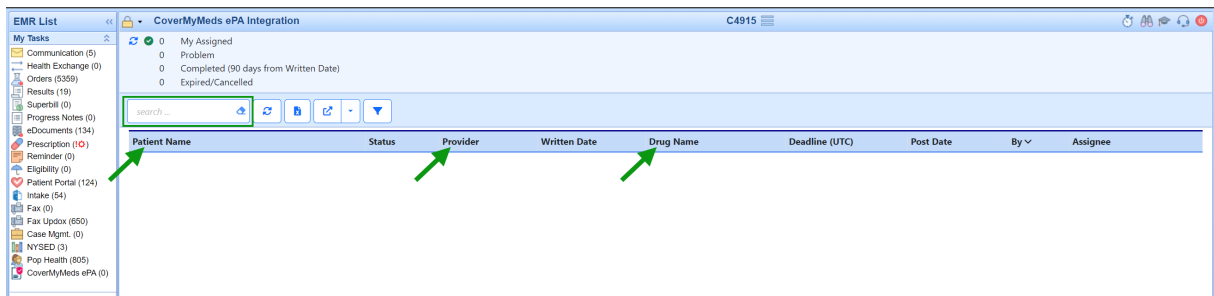 EMR List
CoverMyMeds ePA Integration
C4915
My Tasks
Communication (5)
Health Exchange (0)
Orders (5359)
Results (19)
Superbill (0)
Progress Notes (0)
eDocuments (134)
Prescription (!✩)
Reminder (0)
Eligibility (0)
Patient Portal (124)
Intake (54)
Fax (0)
Fax Updox (650)
Case Mgmt. (0)
NYSED (3)
Pop Health (805)
CoverMyMeds ePA (0)
0 My Assigned
0 Problem
0 Completed (90 days from Written Date)
0 Expired/Cancelled
search ...
Patient Name Status Provider Written Date Drug Name Deadline (UTC) Post Date By Assignee